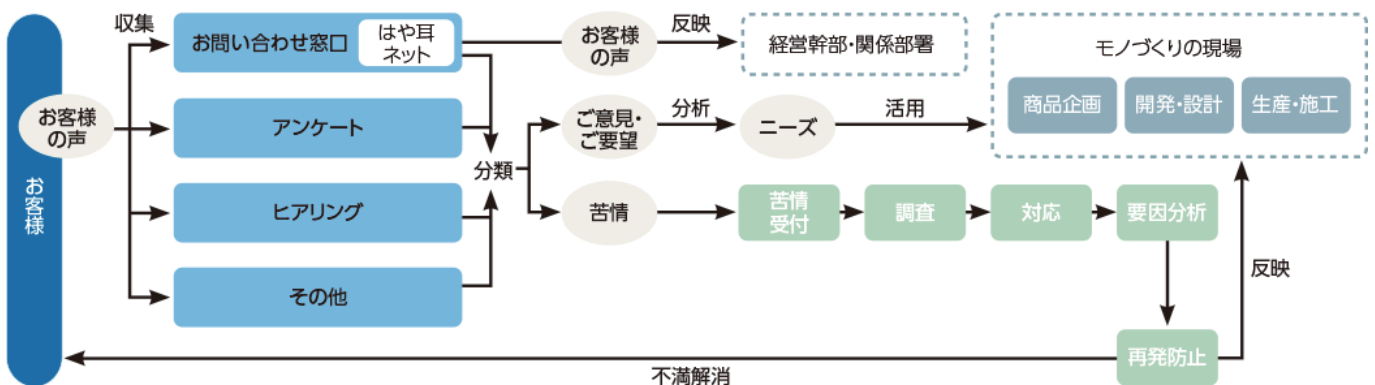 収集
お問い合わせ窓口
はや耳
ネット
お客様
の声
反映
経営幹部・関係部署
モノづくりの現場
商品企画
開発・設計
生産・施工
お客様
の声
アンケート
ご意見・
ご要望
分析
ニーズ
活用
分類
お客様
ヒアリング
苦情
苦情
受付
調査
対応
要因分析
その他
反映
再発防止
不満解消